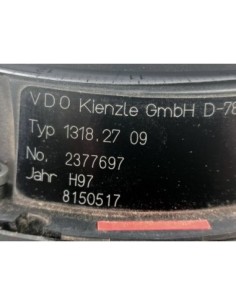 VDO Kienzle GmbH D-78
Typ 1318.27 09
No. 2377697
Jahr H97
8150517